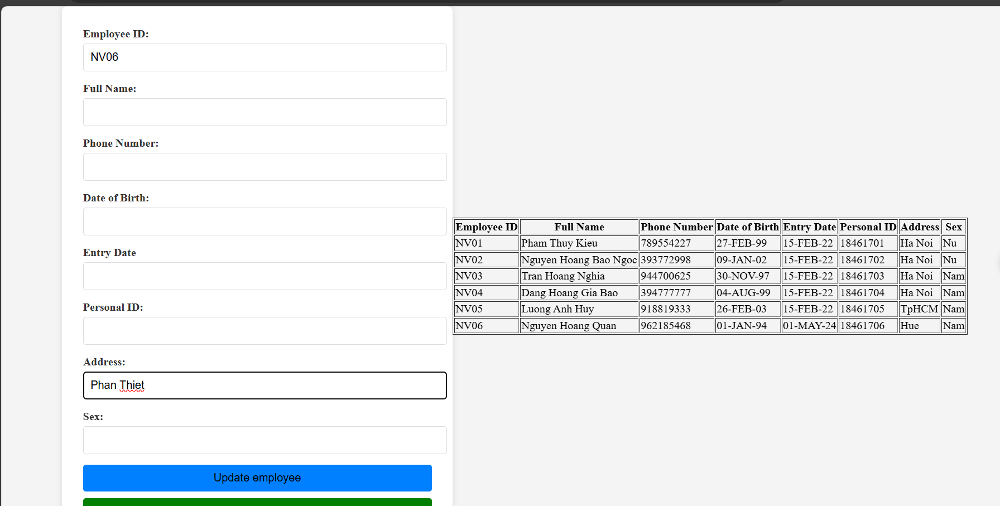 Employee ID:
NV06
Full Name:
Phone Number:
Date of Birth:
Entry Date
Personal ID:
Address:
Phan Thiet
Sex:
Update employee
Employee ID Full Name Phone Number Date of Birth Entry Date Personal ID Address Sex
NV01 Pham Thuy Kieu 789554227 27-FEB-99 15-FEB-22 18461701 Ha Noi Nu
NV02 Nguyen Hoang Bao Ngoc 393772998 09-JAN-02 15-FEB-22 18461702 Ha Noi Nu
NV03 Tran Hoang Nghia 944700625 30-NOV-97 15-FEB-22 18461703 Ha Noi Nam
NV04 Dang Hoang Gia Bao 394777777 04-AUG-99 15-FEB-22 18461704 Ha Noi Nam
NV05 Luong Anh Huy 918819333 26-FEB-03 15-FEB-22 18461705 TpHCM Nam
NV06 Nguyen Hoang Quan 962185468 01-JAN-94 01-MAY-24 18461706 Hue Nam